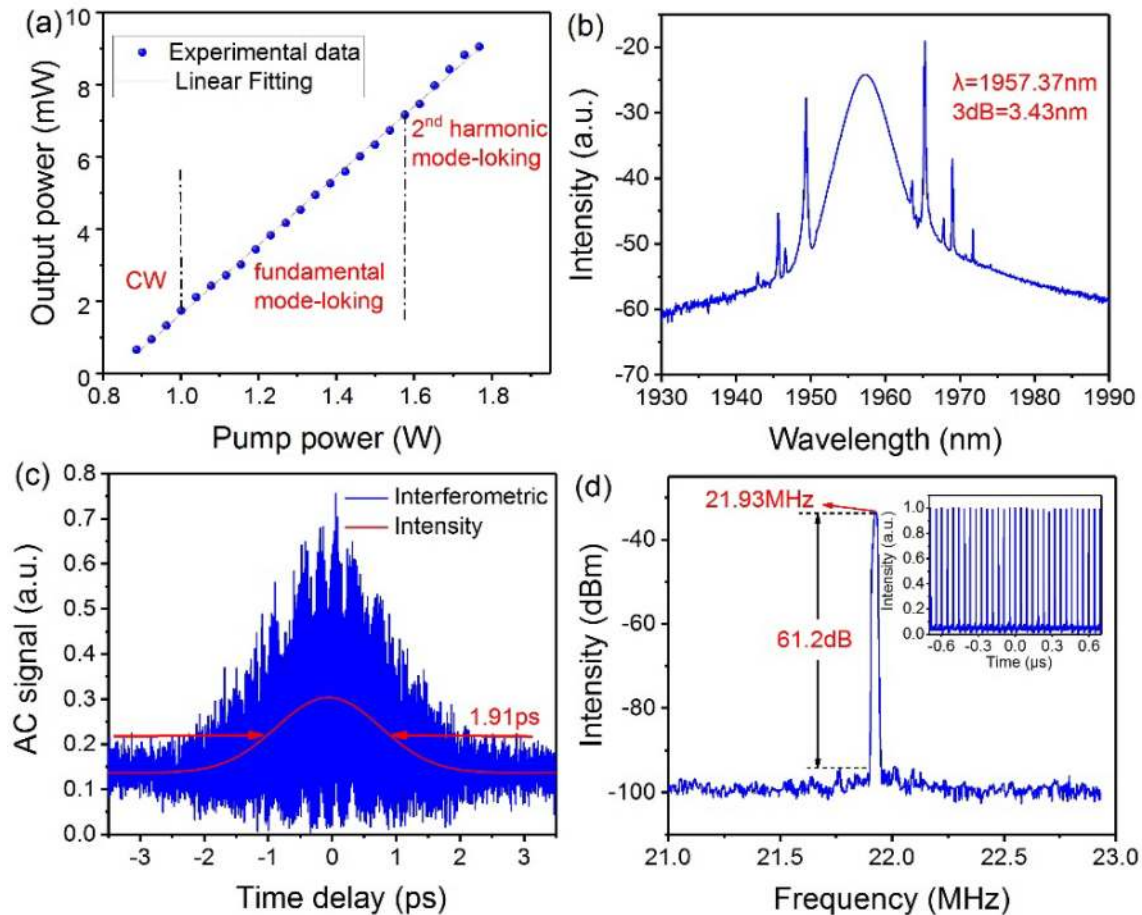 (a)
Experimental data
Linear Fitting
2nd harmonic
mode-loking
CW
fundamental
mode-loking
10
8
6
4
2
0
0.8 1.0 1.2 1.4 1.6 1.8
Output power (mW)
Pump power (W)
(b)
λ=1957.37nm
3dB=3.43nm
-20
-30
-40
-50
-60
-70
1930 1940 1950 1960 1970 1980 1990
Intensity (a.u.)
Wavelength (nm)
(c)
Interferometric
Intensity
1.91ps
0.8
0.7
0.6
0.5
0.4
0.3
0.2
0.1
0.0
-3 -2 -1 0 1 2 3
AC signal (a.u.)
Time delay (ps)
(d)
21.93MHz
61.2dB
-40
-60
-80
-100
21.0 21.5 22.0 22.5 23.0
Intensity (dBm)
Frequency (MHz)
1.0
0.8
0.6
0.4
0.2
0.0
-0.6 -0.3 0.0 0.3 0.6
Intensity (a.u.)
Time (μs)